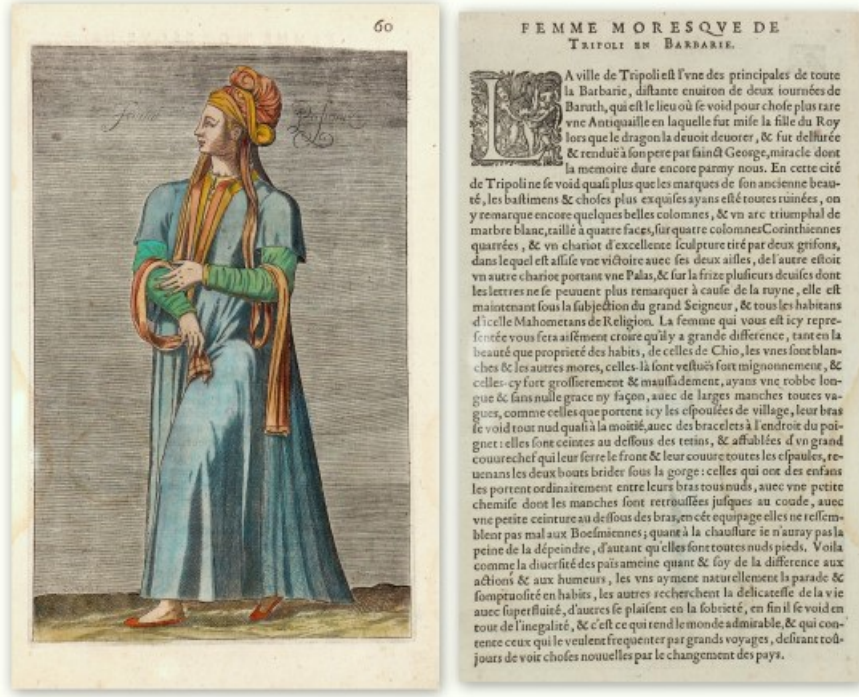 60
FEMME MORESQVE DE
TRIPOLI EN BARBARIE.
LA ville de Tripoli est l'vne des principales de toute
la Barbarie, distante enuiron de deux iournées de
Baruth, qui est le lieu où se void pour chose plus rare
vne Antiquaille en laquelle fut mise la fille du Roy
lors que le dragon la deuoit deuorer, & fut deliurée
& renduë à son pere par sainct George, miracle dont
la memoire dure encore parmy nous. En cette cité
de Tripoli ne se void quasi plus que les marques de son ancienne beau-
té, les bastimens & choses plus exquises ayans esté toutes ruinées, on
y remarque encore quelques belles colomnes, & vn arc triumphal de
marbre blanc, taillé à quatre faces, sur quatre colomnes Corinthiennes
quarrées, & vn chariot d'excellente sculpture tiré par deux grifons,
dans lequel est assise vne victoire auec ses deux aisles, de l'autre estoit
vn autre chariot portant vne Palas, & sur la frize plusieurs deuises dont
les lettres ne se peuuent plus remarquer à cause de la ruyne, elle est
maintenant sous la subjection du grand Seigneur, & tous les habitans
d'icelle Mahometans de Religion. La femme qui vous est icy repre-
sentée vous fera aisément croire qu'il y a grande difference, tant en la
beauté que proprieté des habits, de celles de Chio, les vnes sont blan-
ches & les autres mores, celles-là sont vestuës fort mignonnement, &
celles-cy fort grossierement & maussadement, ayans vne robbe lon-
gue & sans nulle grace ny façon, auec de larges manches toutes va-
gues, comme celles que portent icy les espousées de village, leur bras
se void tout nud quasi à la moitié, auec des bracelets à l'endroit du poi-
gnet: elles sont ceintes au dessous des tetins, & affublées d'vn grand
couurechef qui leur serre le front & leur couure toutes les espaules, re-
uenans les deux bouts brider sous la gorge: celles qui ont des enfans
les portent ordinairement entre leurs bras tous nuds, auec vne petite
chemise dont les manches sont retroussées jusques au coude, auec
vne petite ceinture au dessous des bras, en cét equipage elles ne ressem-
blent pas mal aux Boesmiennes; quant à la chaussure ie n'auray pas la
peine de la dépeindre, d'autant qu'elles sont toutes nuds pieds. Voila
comme la diuersité des païs ameine quant & soy de la difference aux
actions & aux humeurs, les vns ayment naturellement la parade &
somptuosité en habits, les autres recherchent la delicatesse de la vie
auec superfluité, d'autres se plaisent en la sobrieté, en fin il se void en
tout de l'inegalité, & c'est ce qui rend le monde admirable, & qui con-
tente ceux qui le veulent frequenter par grands voyages, desirant toû-
jours de voir choses nouuelles par le changement des pays.